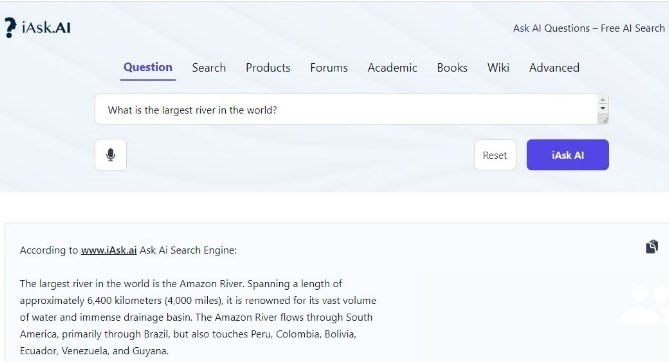 ? iAsk.AI
Ask AI Questions – Free AI Search
Question Search Products Forums Academic Books Wiki Advanced
What is the largest river in the world?
Reset iAsk AI
According to www.iAsk.ai Ask Ai Search Engine:
The largest river in the world is the Amazon River. Spanning a length of
approximately 6,400 kilometers (4,000 miles), it is renowned for its vast volume
of water and immense drainage basin. The Amazon River flows through South
America, primarily through Brazil, but also touches Peru, Colombia, Bolivia,
Ecuador, Venezuela, and Guyana.